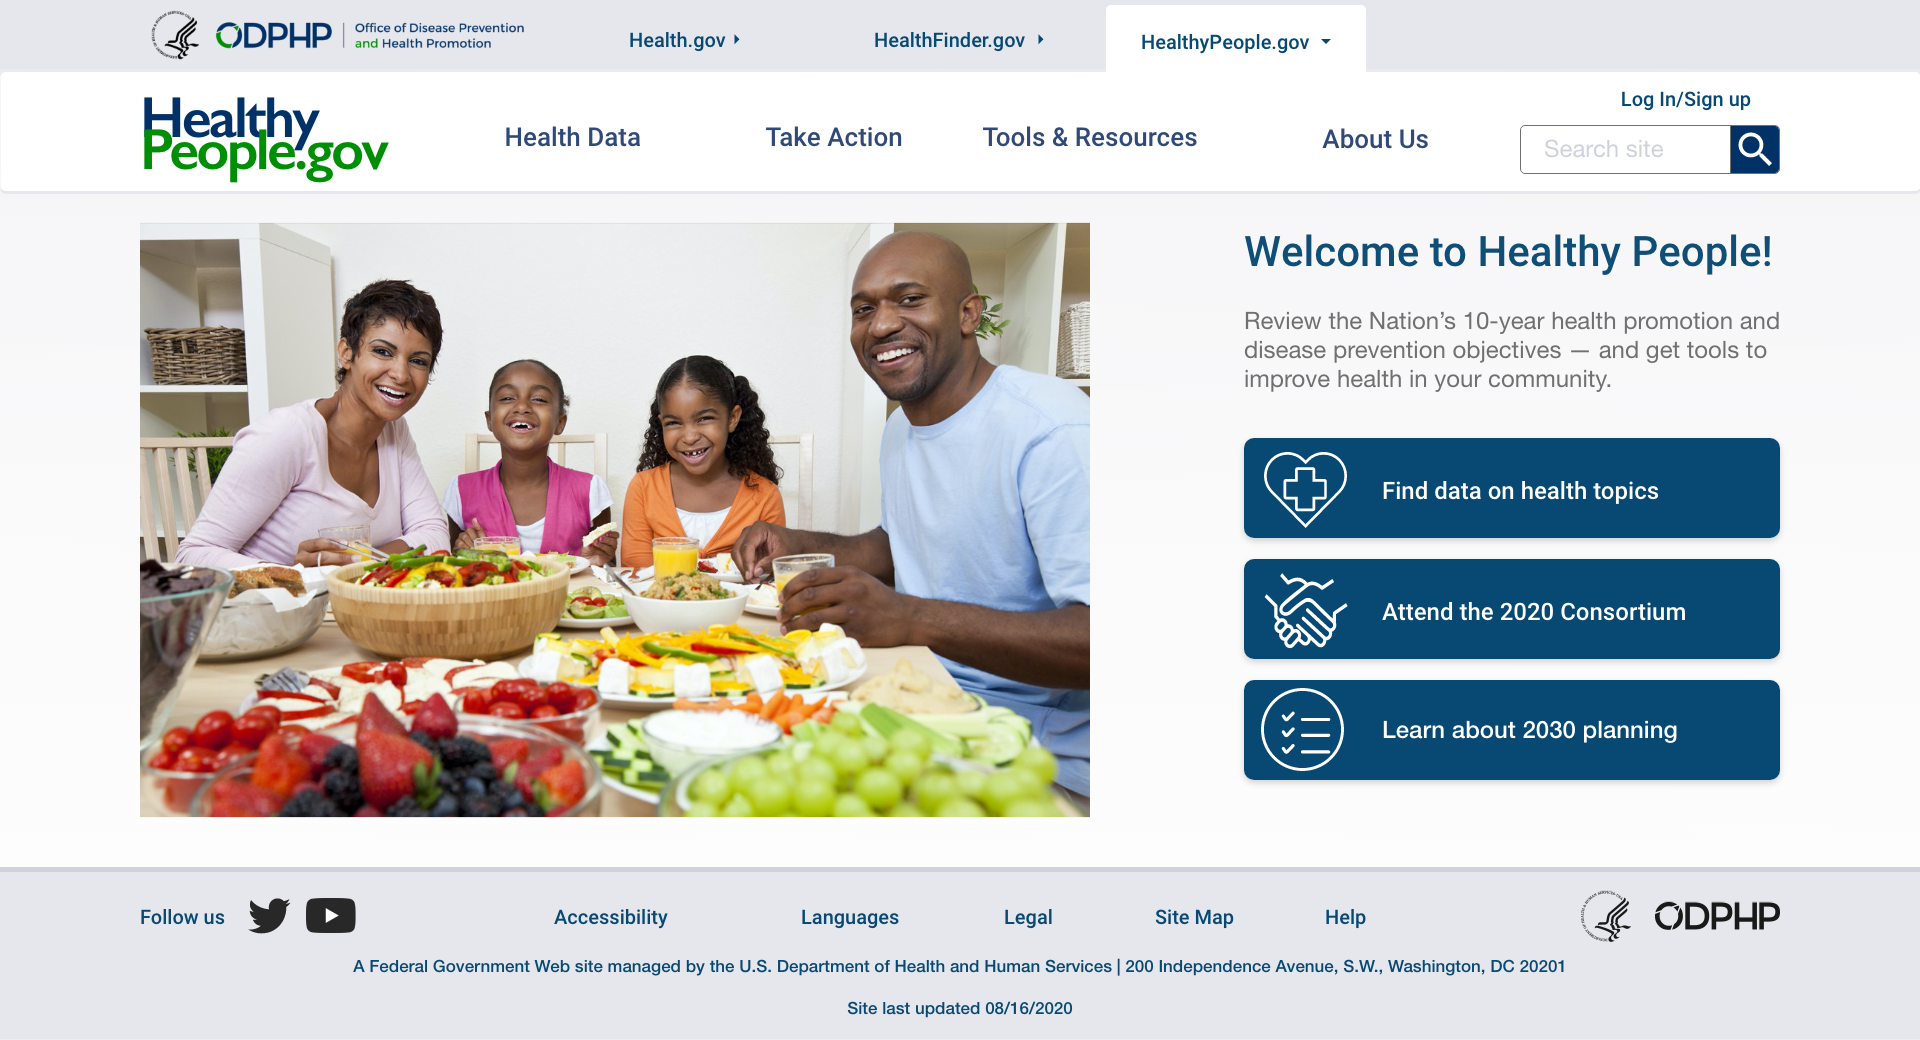 ODPHP
Office of Disease Prevention
and Health Promotion
Health.gov
HealthFinder.gov
HealthyPeople.gov
Healthy
People.gov
Health Data
Take Action
Tools & Resources
About Us
Log In/Sign up
Search site
Welcome to Healthy People!
Review the Nation’s 10-year health promotion and
disease prevention objectives — and get tools to
improve health in your community.
Find data on health topics
Attend the 2020 Consortium
Learn about 2030 planning
Follow us
Accessibility
Languages
Legal
Site Map
Help
ODPHP
A Federal Government Web site managed by the U.S. Department of Health and Human Services | 200 Independence Avenue, S.W., Washington, DC 20201
Site last updated 08/16/2020